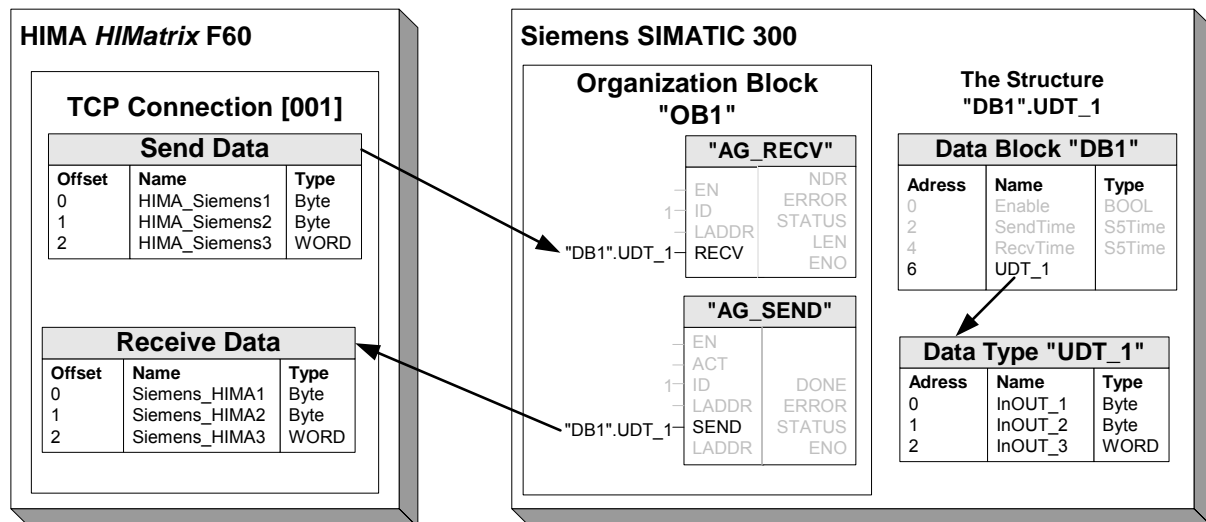 HIMA HIMatrix F60
TCP Connection [001]
Send Data
Offset Name Type
0 HIMA_Siemens1 Byte
1 HIMA_Siemens2 Byte
2 HIMA_Siemens3 WORD
Receive Data
Offset Name Type
0 Siemens_HIMA1 Byte
1 Siemens_HIMA2 Byte
2 Siemens_HIMA3 WORD
Siemens SIMATIC 300
Organization Block
"OB1"
"AG_RECV"
NDR
EN
ERROR
1 ID
STATUS
LADDR
LEN
"DB1".UDT_1 RECV
ENO
"AG_SEND"
EN
ACT
1 ID DONE
LADDR ERROR
"DB1".UDT_1 SEND STATUS
LADDR ENO
The Structure
"DB1".UDT_1
Data Block "DB1"
Adress Name Type
0 Enable BOOL
2 SendTime S5Time
4 RecvTime S5Time
6 UDT_1
Data Type "UDT_1"
Adress Name Type
0 InOUT_1 Byte
1 InOUT_2 Byte
2 InOUT_3 WORD